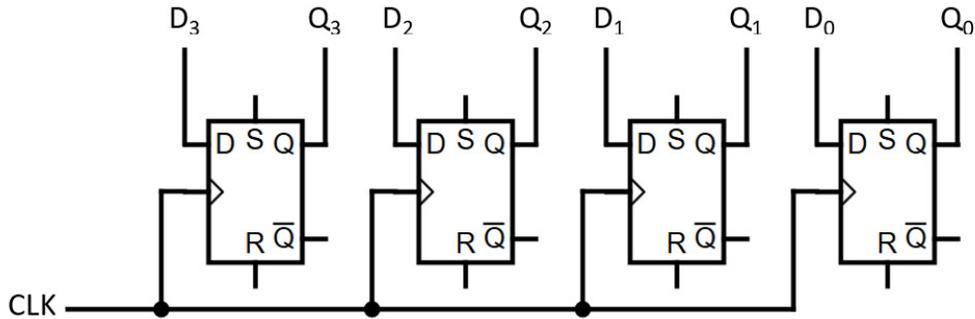 D₃ Q₃ D₂ Q₂ D₁ Q₁ D₀ Q₀
D S Q D S Q D S Q D S Q
R Q̅ R Q̅ R Q̅ R Q̅
CLK